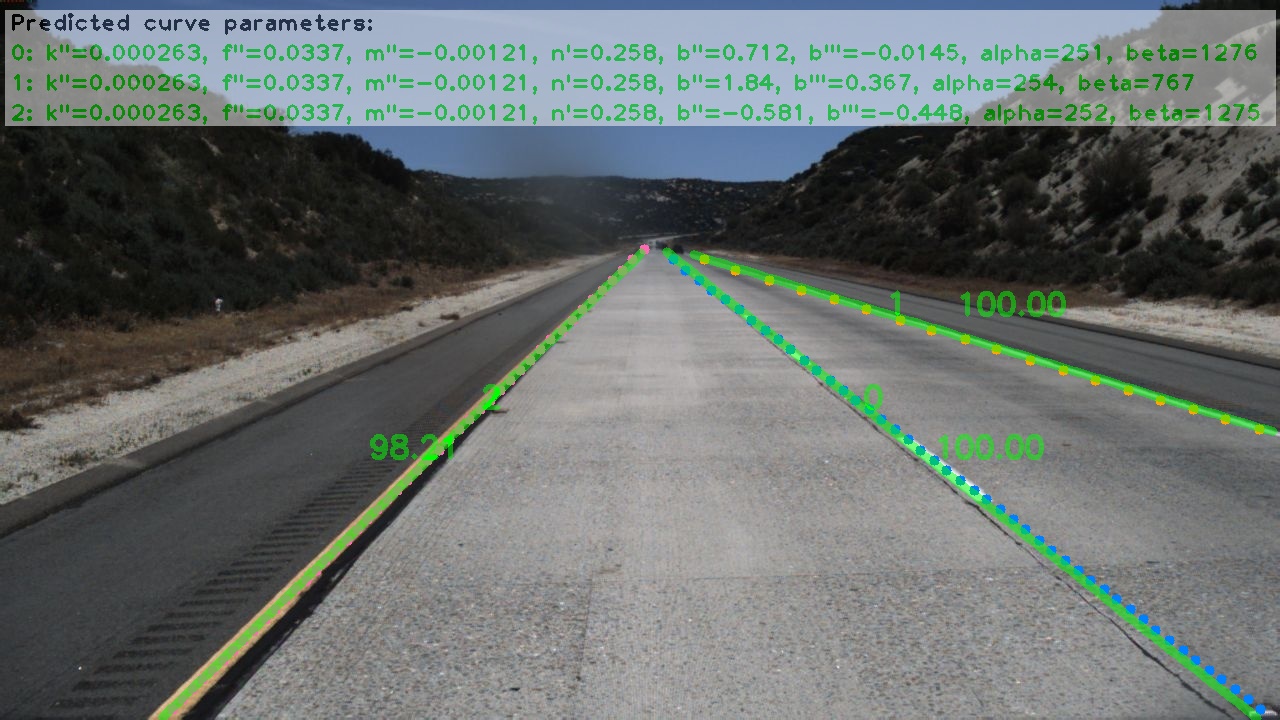 Predicted curve parameters:
0: k''=0.000263, f''=0.0337, m''=-0.00121, n'=0.258, b''=0.712, b'''=-0.0145, alpha=251, beta=1276
1: k''=0.000263, f''=0.0337, m''=-0.00121, n'=0.258, b''=1.84, b'''=0.367, alpha=254, beta=767
2: k''=0.000263, f''=0.0337, m''=-0.00121, n'=0.258, b''=-0.581, b'''=-0.448, alpha=252, beta=1275
1 100.00
2 0
98.21 100.00